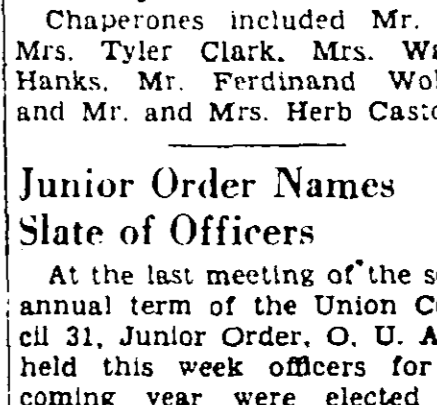 Chaperones included Mr.
Mrs. Tyler Clark, Mrs.
Hanks, Mr. Ferdinand
and Mr. and Mrs. Herb
Junior Order Names
Slate of Officers
At the last meeting of the
annual term of the Union
cil 31, Junior Order, O. U.
held this week officers for
coming year were elected